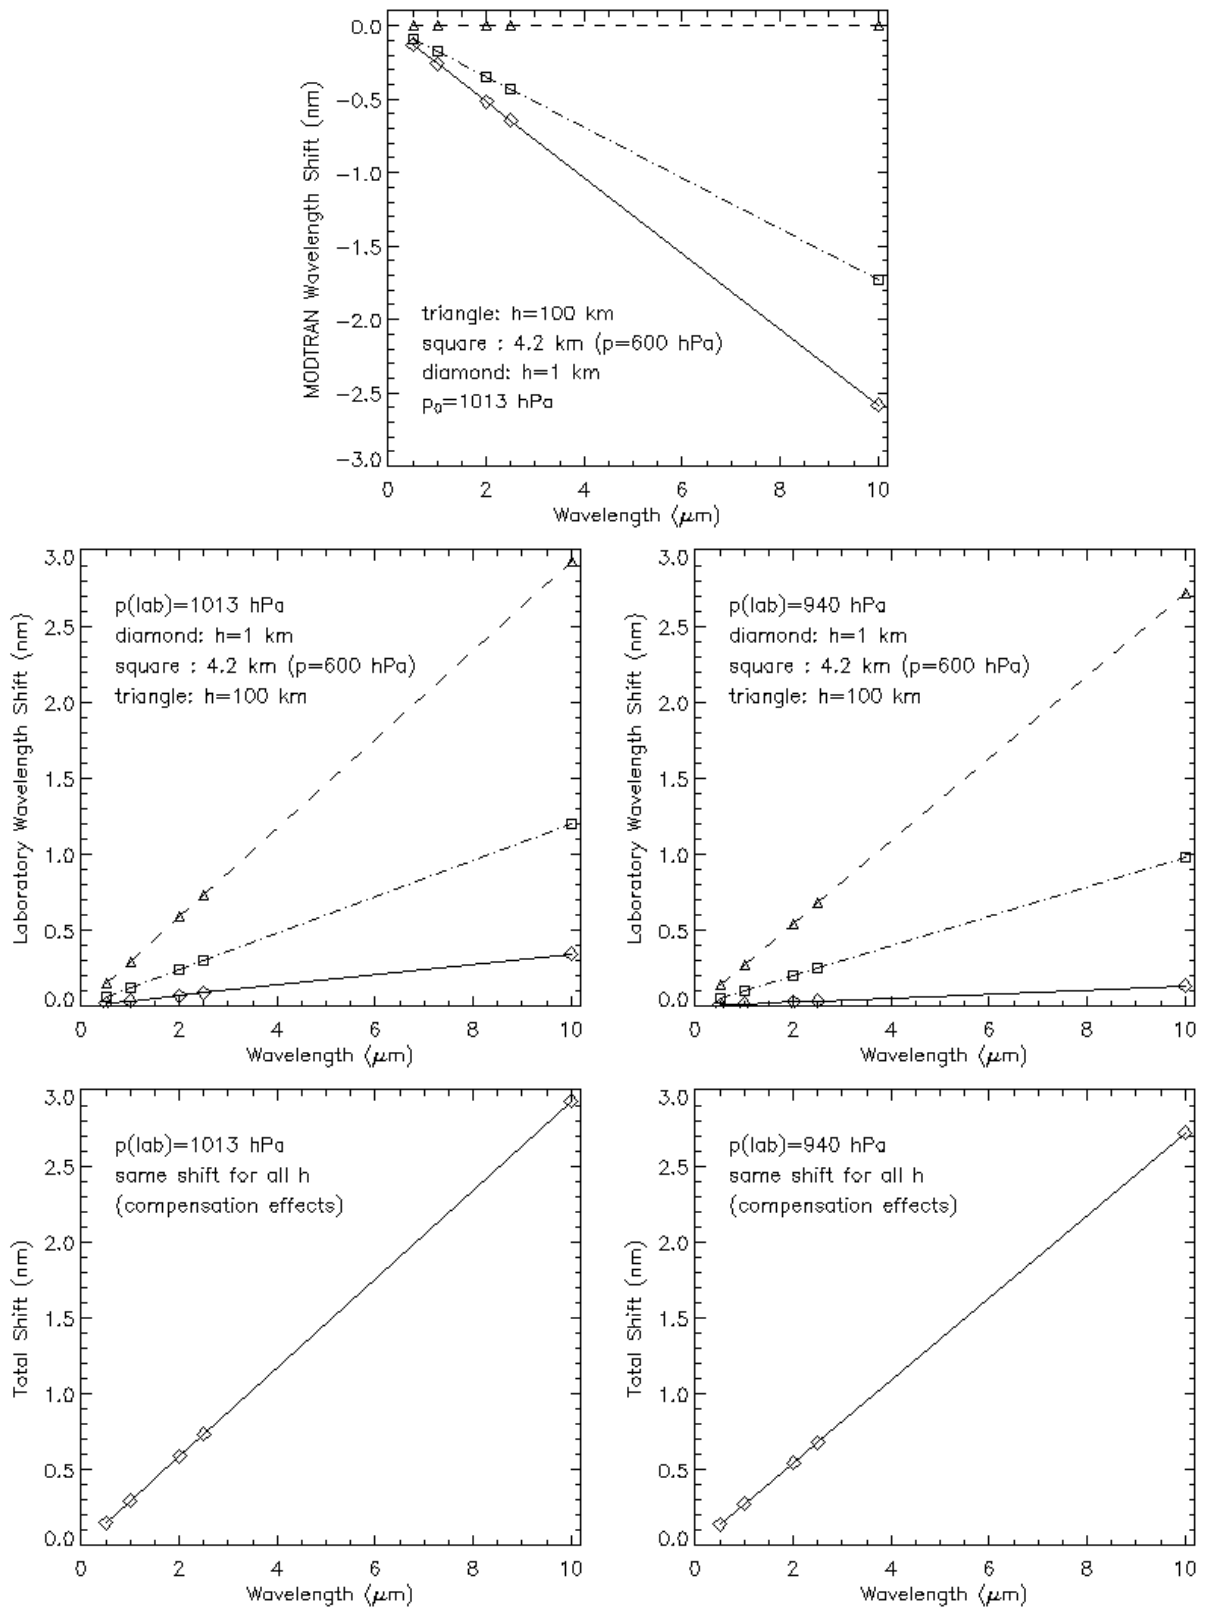 0.0
−0.5
−1.0
−1.5
−2.0
−2.5
−3.0
MODTRAN Wavelength Shift (nm)
triangle: h=100 km
square : 4.2 km (p=600 hPa)
diamond: h=1 km
p₀=1013 hPa
0 2 4 6 8 10
Wavelength (μm)
3.0
2.5
2.0
1.5
1.0
0.5
0.0
Laboratory Wavelength Shift (nm)
p(lab)=1013 hPa
diamond: h=1 km
square : 4.2 km (p=600 hPa)
triangle: h=100 km
0 2 4 6 8 10
Wavelength (μm)
3.0
2.5
2.0
1.5
1.0
0.5
0.0
Laboratory Wavelength Shift (nm)
p(lab)=940 hPa
diamond: h=1 km
square : 4.2 km (p=600 hPa)
triangle: h=100 km
0 2 4 6 8 10
Wavelength (μm)
3.0
2.5
2.0
1.5
1.0
0.5
0.0
Total Shift (nm)
p(lab)=1013 hPa
same shift for all h
(compensation effects)
0 2 4 6 8 10
Wavelength (μm)
3.0
2.5
2.0
1.5
1.0
0.5
0.0
Total Shift (nm)
p(lab)=940 hPa
same shift for all h
(compensation effects)
0 2 4 6 8 10
Wavelength (μm)